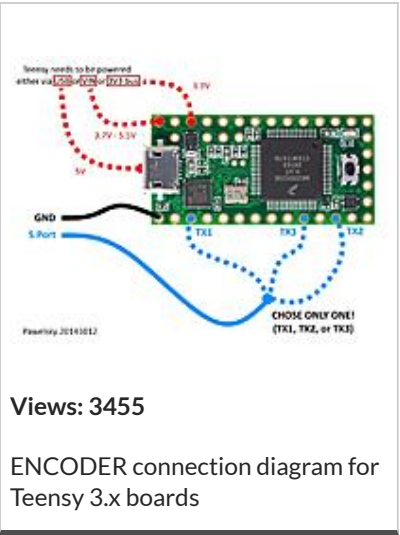 Teensy needs to be powered
either via USB or VIN or 3V3 bus
3.3V
3.7V - 5.5V
5V
GND
S.Port
TX1
TX3
TX2
CHOSE ONLY ONE!
(TX1, TX2, or TX3)
Pawelsky 20141012
Views: 3455
ENCODER connection diagram for
Teensy 3.x boards